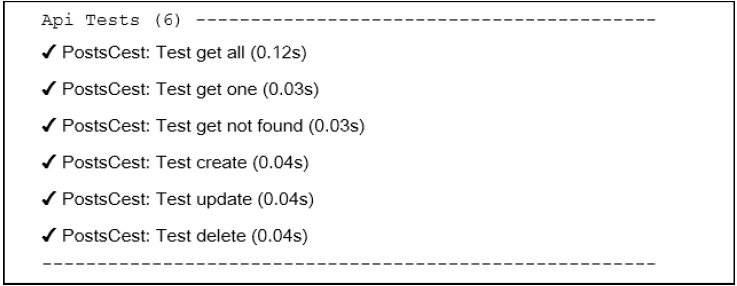 Api Tests (6) ------------------------------------------
✔ PostsCest: Test get all (0.12s)
✔ PostsCest: Test get one (0.03s)
✔ PostsCest: Test get not found (0.03s)
✔ PostsCest: Test create (0.04s)
✔ PostsCest: Test update (0.04s)
✔ PostsCest: Test delete (0.04s)
--------------------------------------------------------